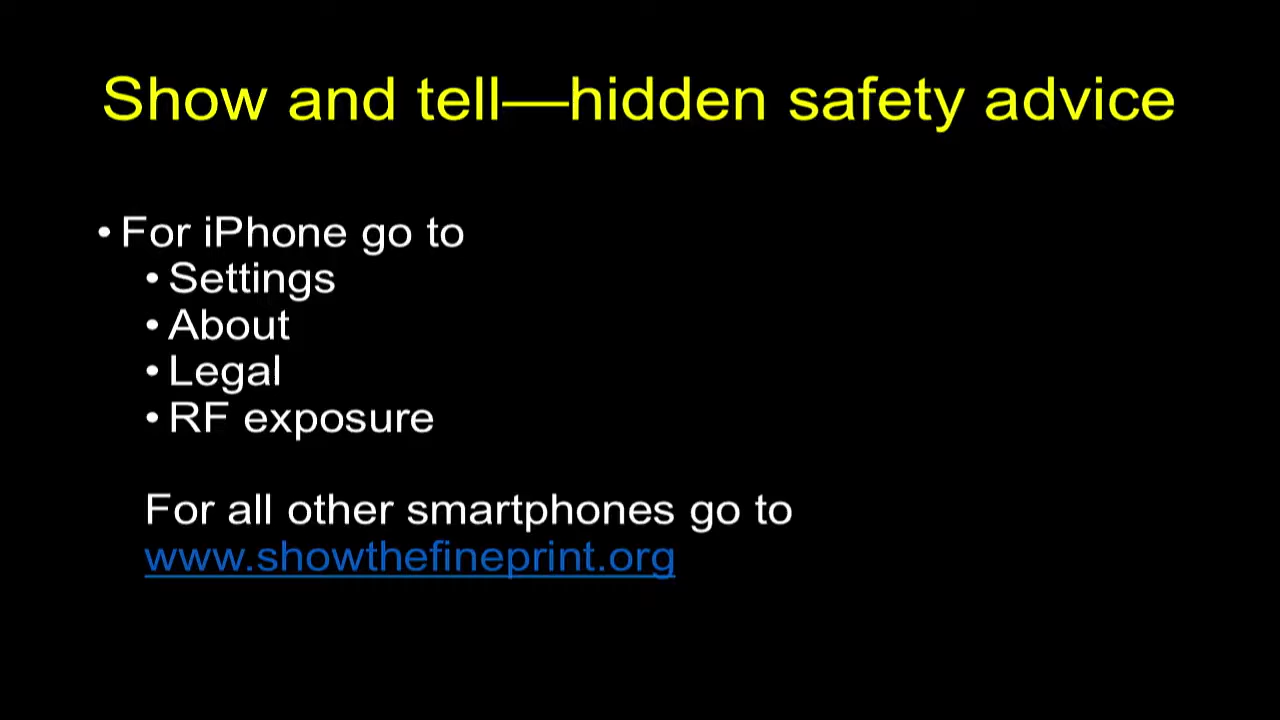 Show and tell—hidden safety advice
• For iPhone go to
• Settings
• About
• Legal
• RF exposure
For all other smartphones go to
www.showthefineprint.org